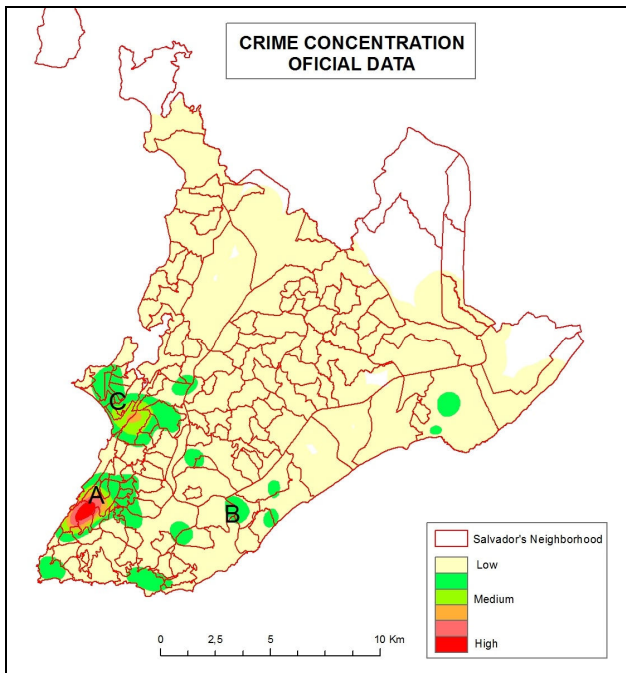 CRIME CONCENTRATION
OFICIAL DATA
C
A
B
Salvador's Neighborhood
Low
Medium
High
0 2,5 5 10 Km